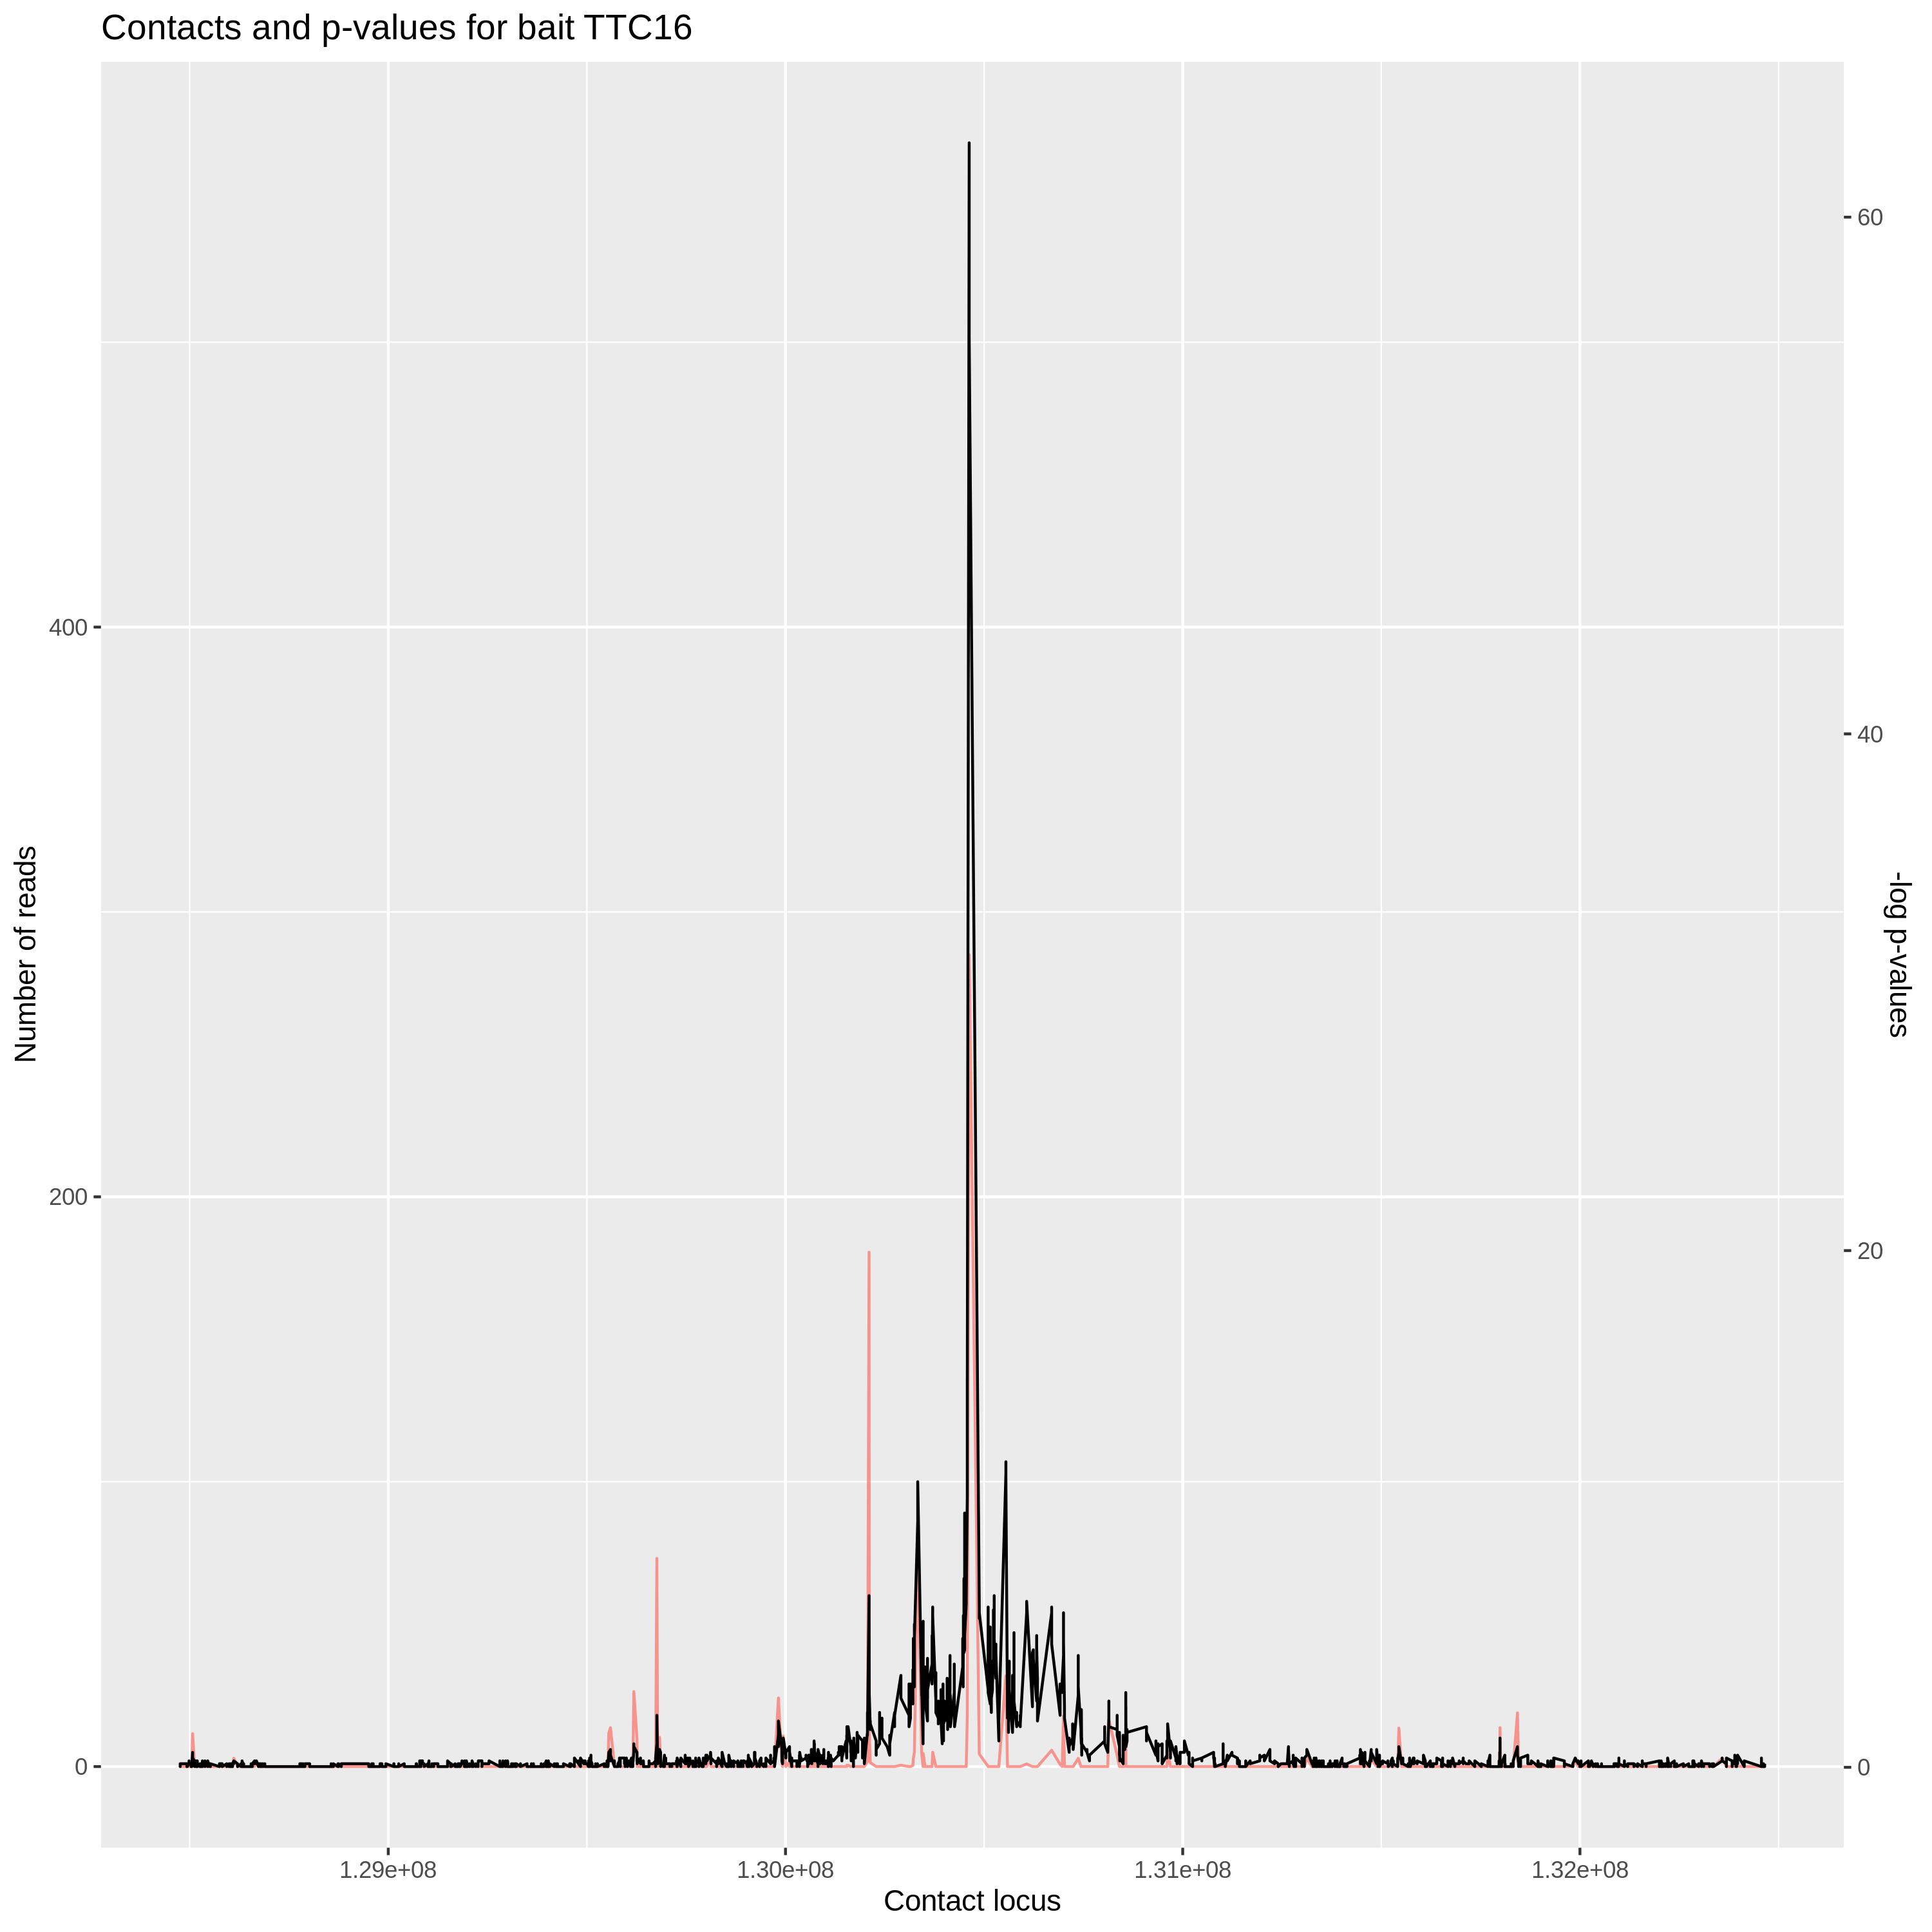 Contacts and p-values for bait TTC16
Number of reads
400
200
0
60
40
20
0
-log p-values
1.29e+08
1.30e+08
1.31e+08
1.32e+08
Contact locus